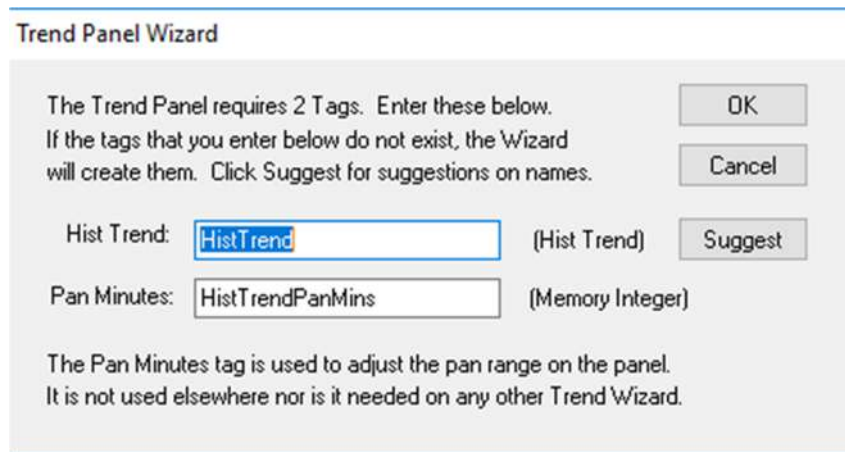 Trend Panel Wizard
The Trend Panel requires 2 Tags. Enter these below.
If the tags that you enter below do not exist, the Wizard
will create them. Click Suggest for suggestions on names.
OK
Cancel
Hist Trend: HistTrend (Hist Trend) Suggest
Pan Minutes: HistTrendPanMins (Memory Integer)
The Pan Minutes tag is used to adjust the pan range on the panel.
It is not used elsewhere nor is it needed on any other Trend Wizard.